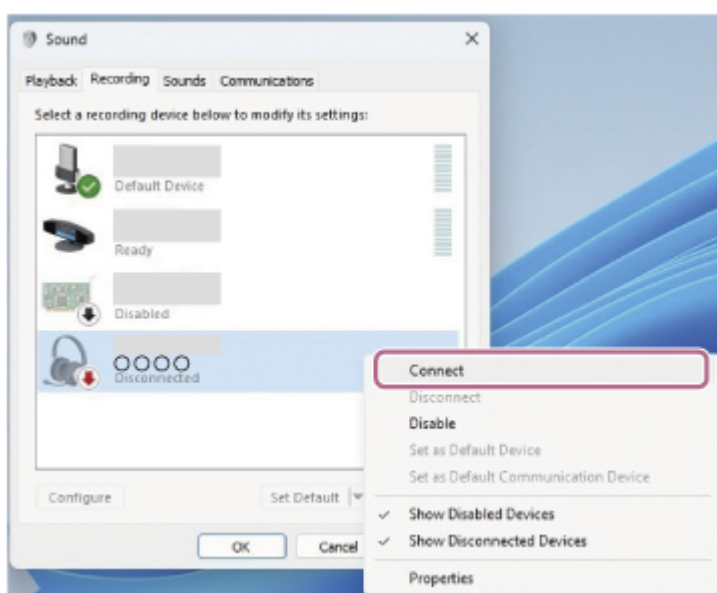 Sound
Playback Recording Sounds Communications
Select a recording device below to modify its settings:
Default Device
Ready
Disabled
○○○○
Disconnected
Configure
Set Default
OK
Cancel
Connect
Disconnect
Disable
Set as Default Device
Set as Default Communication Device
Show Disabled Devices
Show Disconnected Devices
Properties